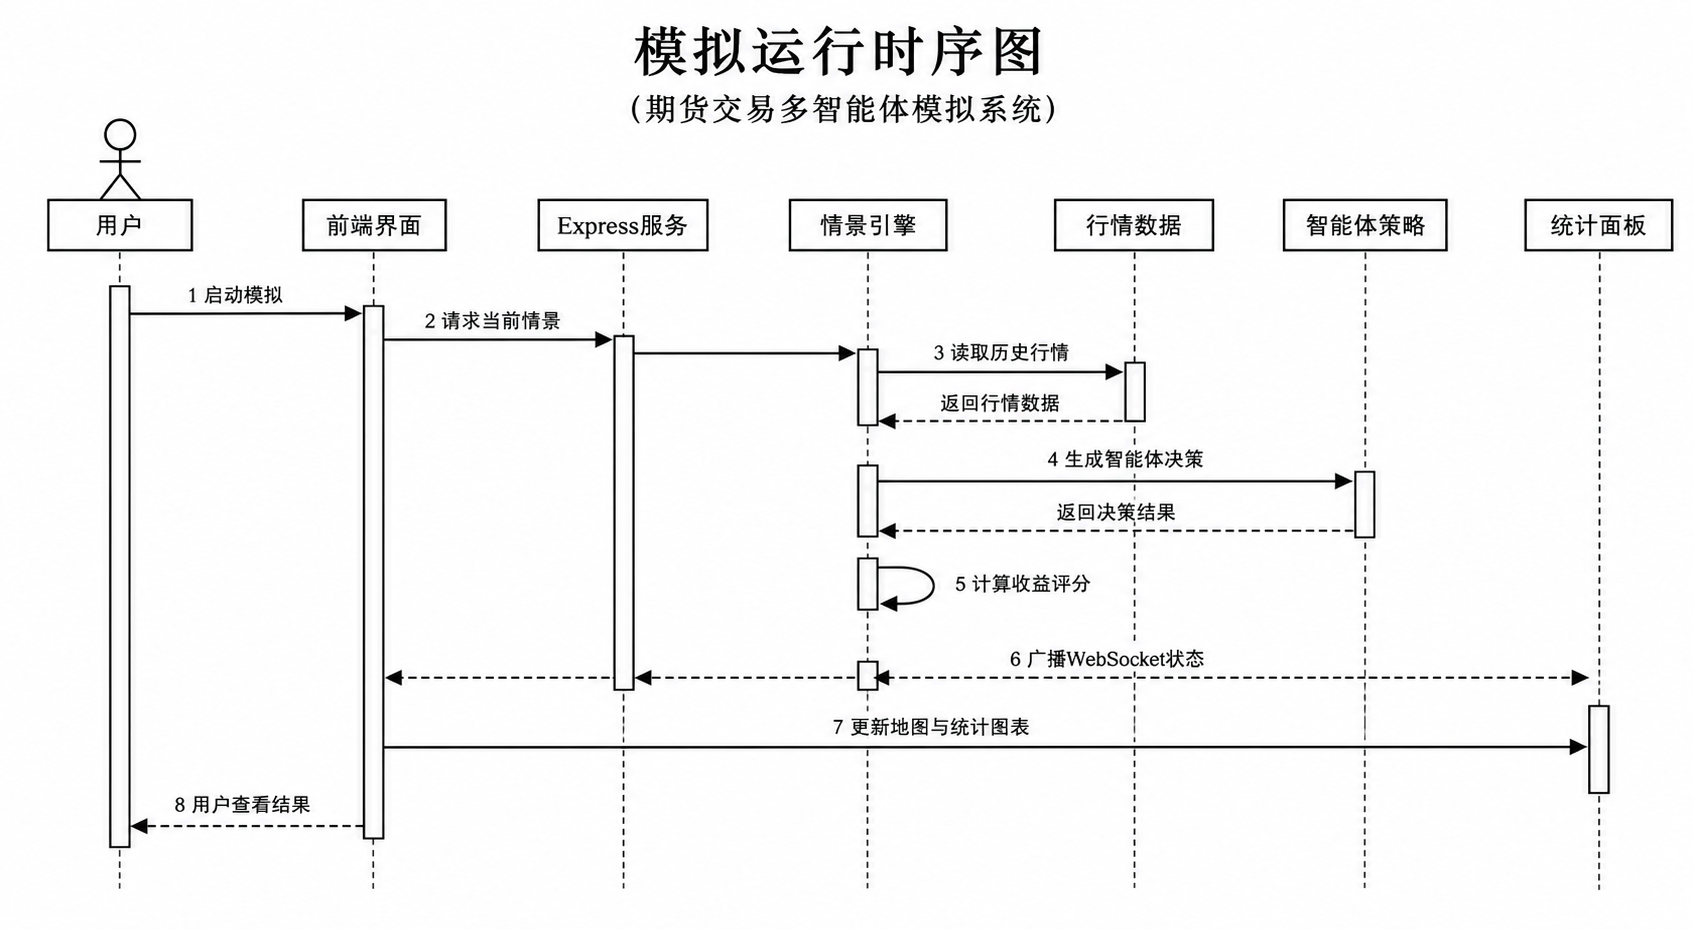 模拟运行时序图
（期货交易多智能体模拟系统）
用户
前端界面
Express服务
情景引擎
行情数据
智能体策略
统计面板
1 启动模拟
2 请求当前情景
3 读取历史行情
返回行情数据
4 生成智能体决策
返回决策结果
5 计算收益评分
6 广播WebSocket状态
7 更新地图与统计图表
8 用户查看结果